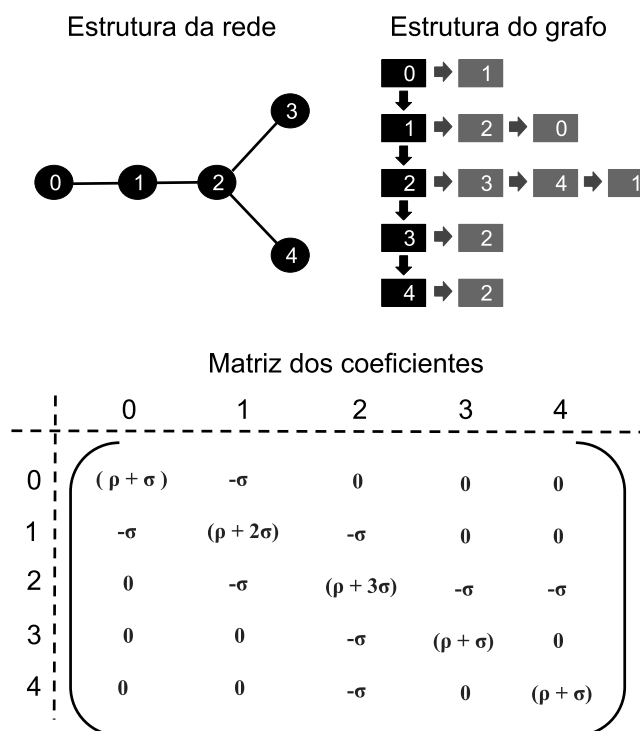 Estrutura da rede
0 1 2 3 4
Estrutura do grafo
0 1
1 2 0
2 3 4 1
3 2
4 2
Matriz dos coeficientes
0 1 2 3 4
0 ( ρ + σ ) -σ 0 0 0
1 -σ (ρ + 2σ) -σ 0 0
2 0 -σ (ρ + 3σ) -σ -σ
3 0 0 -σ (ρ + σ) 0
4 0 0 -σ 0 (ρ + σ)